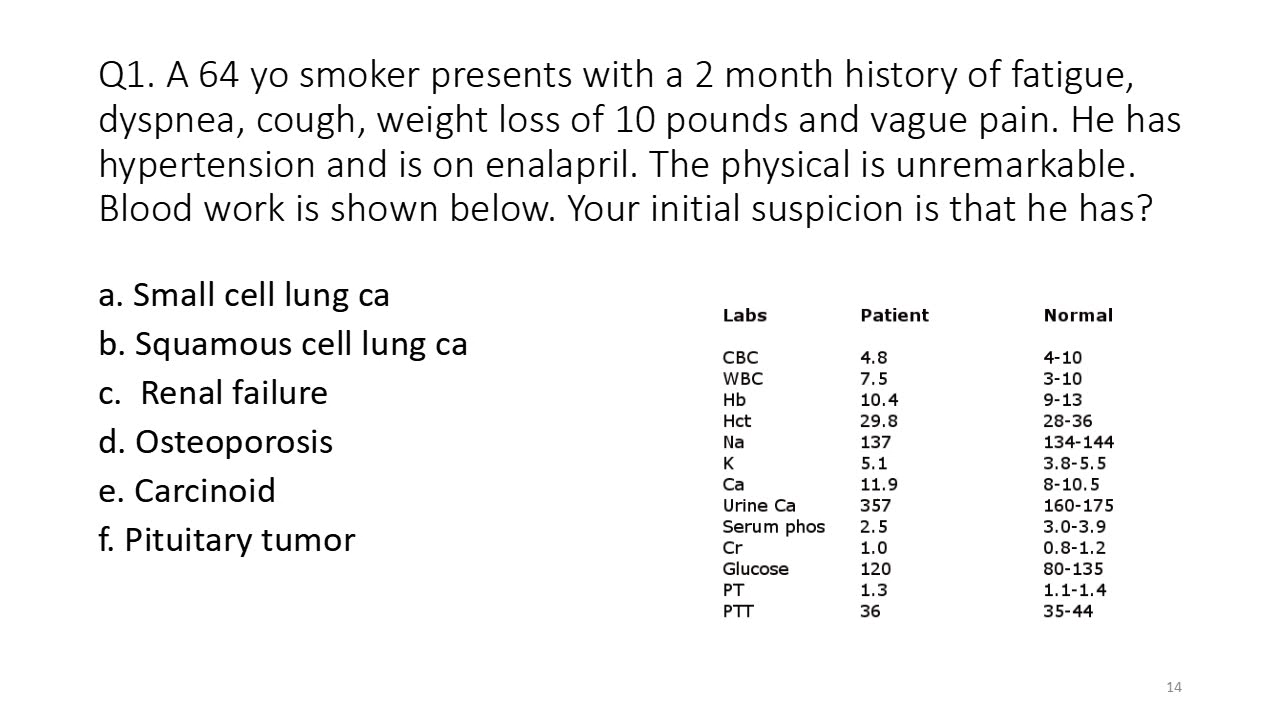 Q1. A 64 yo smoker presents with a 2 month history of fatigue,
dyspnea, cough, weight loss of 10 pounds and vague pain. He has
hypertension and is on enalapril. The physical is unremarkable.
Blood work is shown below. Your initial suspicion is that he has?
a. Small cell lung ca
b. Squamous cell lung ca
c. Renal failure
d. Osteoporosis
e. Carcinoid
f. Pituitary tumor
Labs Patient Normal
CBC 4.8 4-10
WBC 7.5 3-10
Hb 10.4 9-13
Hct 29.8 28-36
Na 137 134-144
K 5.1 3.8-5.5
Ca 11.9 8-10.5
Urine Ca 357 160-175
Serum phos 2.5 3.0-3.9
Cr 1.0 0.8-1.2
Glucose 120 80-135
PT 1.3 1.1-1.4
PTT 36 35-44
14